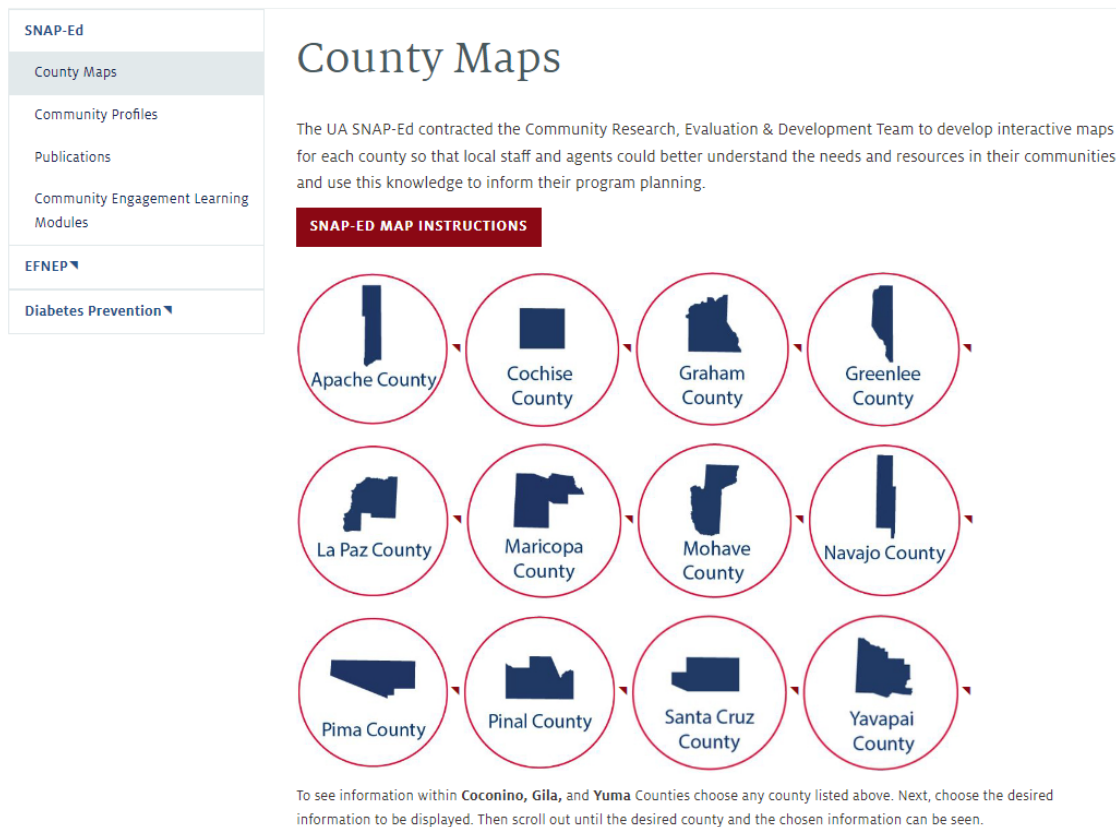 SNAP-Ed
County Maps
Community Profiles
Publications
Community Engagement Learning
Modules
EFNEP
Diabetes Prevention
County Maps
The UA SNAP-Ed contracted the Community Research, Evaluation & Development Team to develop interactive maps
for each county so that local staff and agents could better understand the needs and resources in their communities
and use this knowledge to inform their program planning.
SNAP-ED MAP INSTRUCTIONS
Apache County
Cochise
County
Graham
County
Greenlee
County
La Paz County
Maricopa
County
Mohave
County
Navajo County
Pima County
Pinal County
Santa Cruz
County
Yavapai
County
To see information within Coconino, Gila, and Yuma Counties choose any county listed above. Next, choose the desired
information to be displayed. Then scroll out until the desired county and the chosen information can be seen.